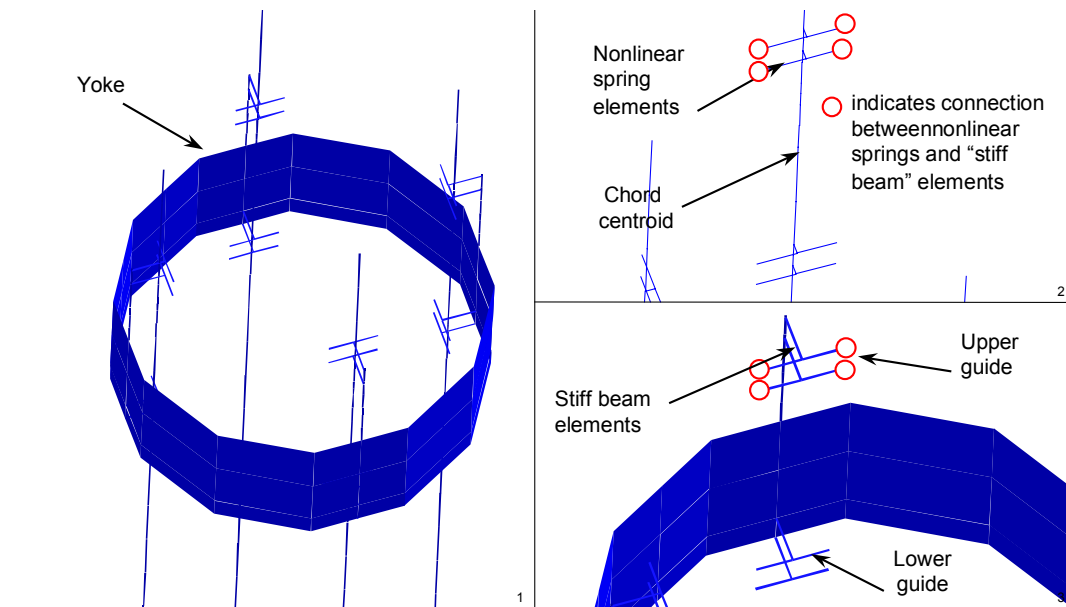 Yoke
1
Nonlinear
spring
elements
indicates connection
betweennonlinear
springs and “stiff
beam” elements
Chord
centroid
2
Upper
guide
Stiff beam
elements
Lower
guide
3